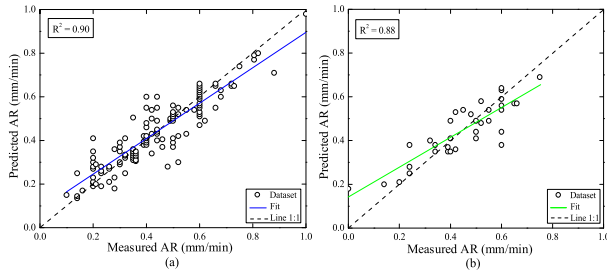 R² = 0.90
Predicted AR (mm/min)
1.0
0.8
0.6
0.4
0.2
0.0
0.0 0.2 0.4 0.6 0.8 1.0
Dataset
Fit
Line 1:1
Measured AR (mm/min)
(a)
R² = 0.88
Predicted AR (mm/min)
1.0
0.8
0.6
0.4
0.2
0.0
0.0 0.2 0.4 0.6 0.8 1.0
Dataset
Fit
Line 1:1
Measured AR (mm/min)
(b)